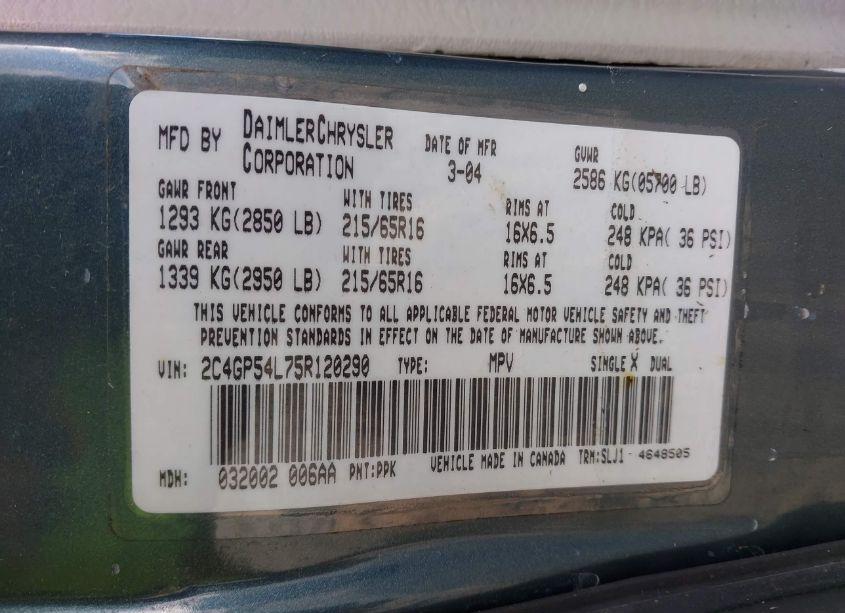 MFD BY DAIMLERCHRYSLER CORPORATION DATE OF MFR 3-04 GVWR 2586 KG(05700 LB)
GAWR FRONT WITH TIRES RIMS AT COLD
1293 KG(2850 LB) 215/65R16 16X6.5 248 KPA( 36 PSI)
GAWR REAR WITH TIRES RIMS AT COLD
1339 KG(2950 LB) 215/65R16 16X6.5 248 KPA( 36 PSI)
THIS VEHICLE CONFORMS TO ALL APPLICABLE FEDERAL MOTOR VEHICLE SAFETY AND THEFT
PREVENTION STANDARDS IN EFFECT ON THE DATE OF MANUFACTURE SHOWN ABOVE.
VIN: 2C4GP54L75R120290 TYPE: MPV SINGLE X DUAL
MDH: 032002 006AA PNT:PPK VEHICLE MADE IN CANADA TRM:SLJ1 - 4648505